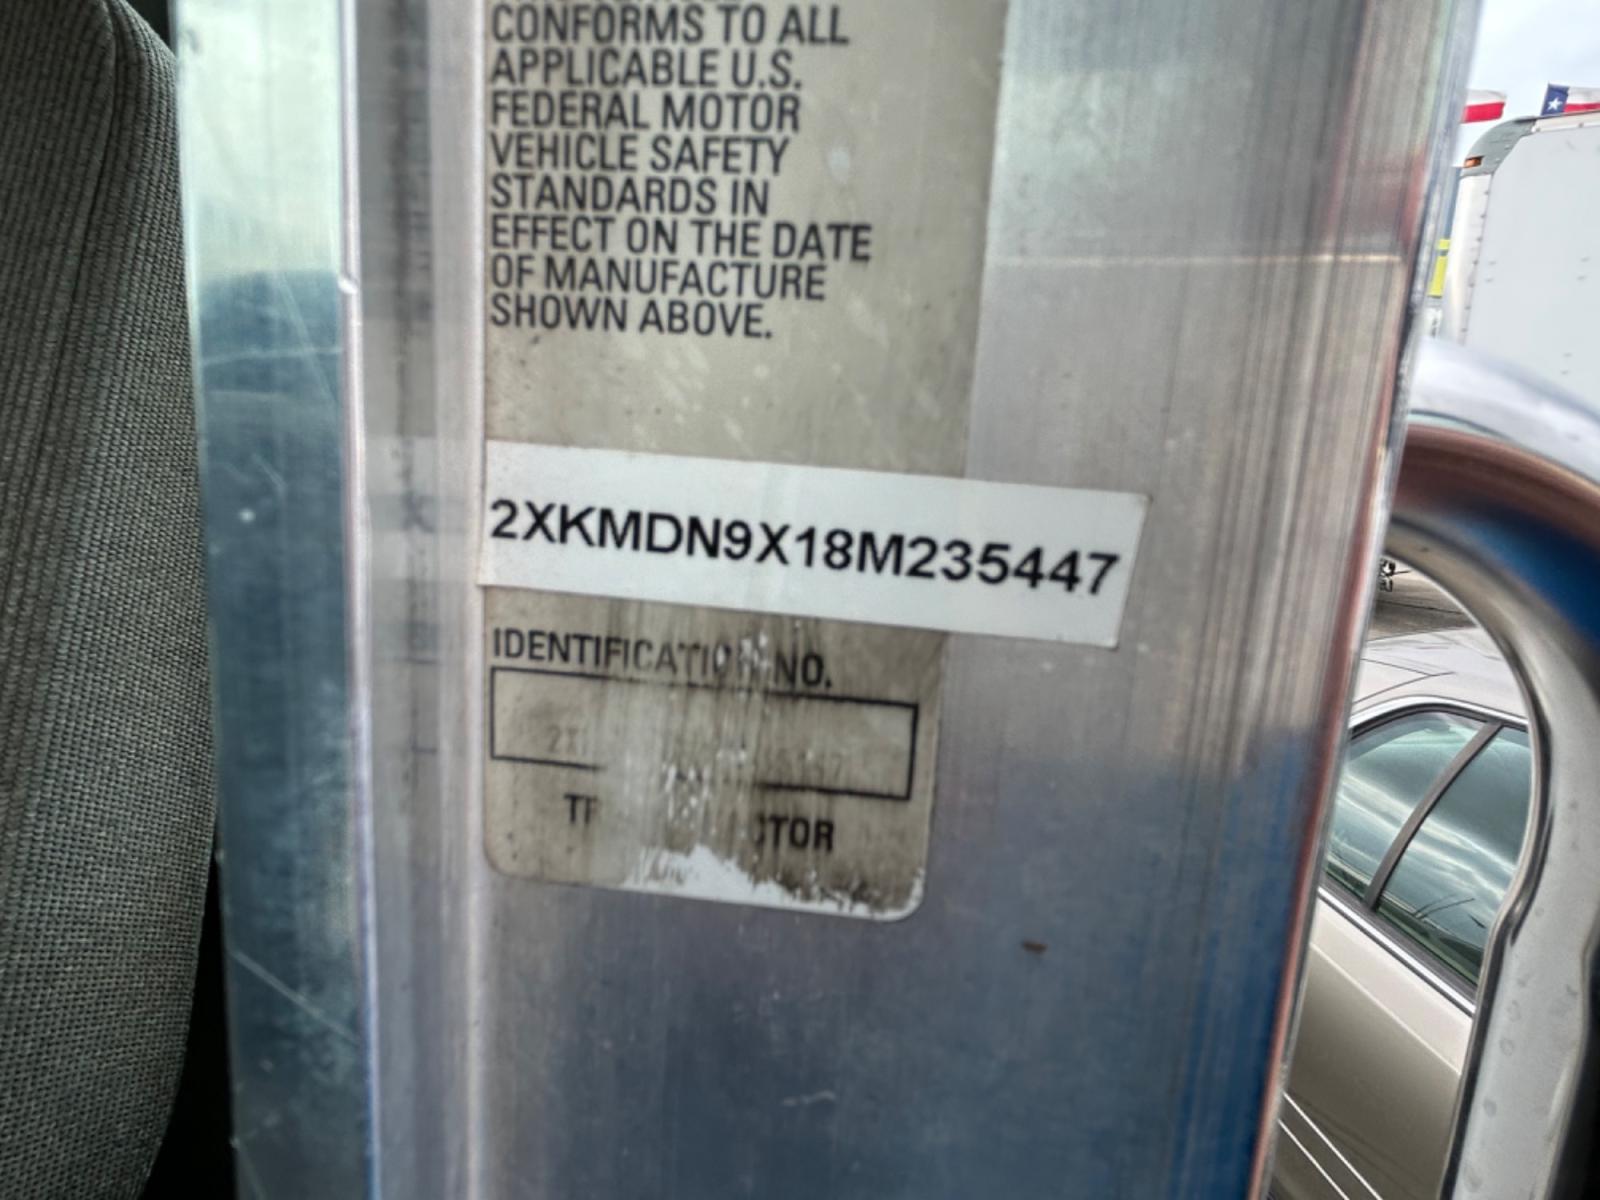 CONFORMS TO ALL
APPLICABLE U.S.
FEDERAL MOTOR
VEHICLE SAFETY
STANDARDS IN
EFFECT ON THE DATE
OF MANUFACTURE
SHOWN ABOVE.
2XKMDN9X18M235447
IDENTIFICATION NO.